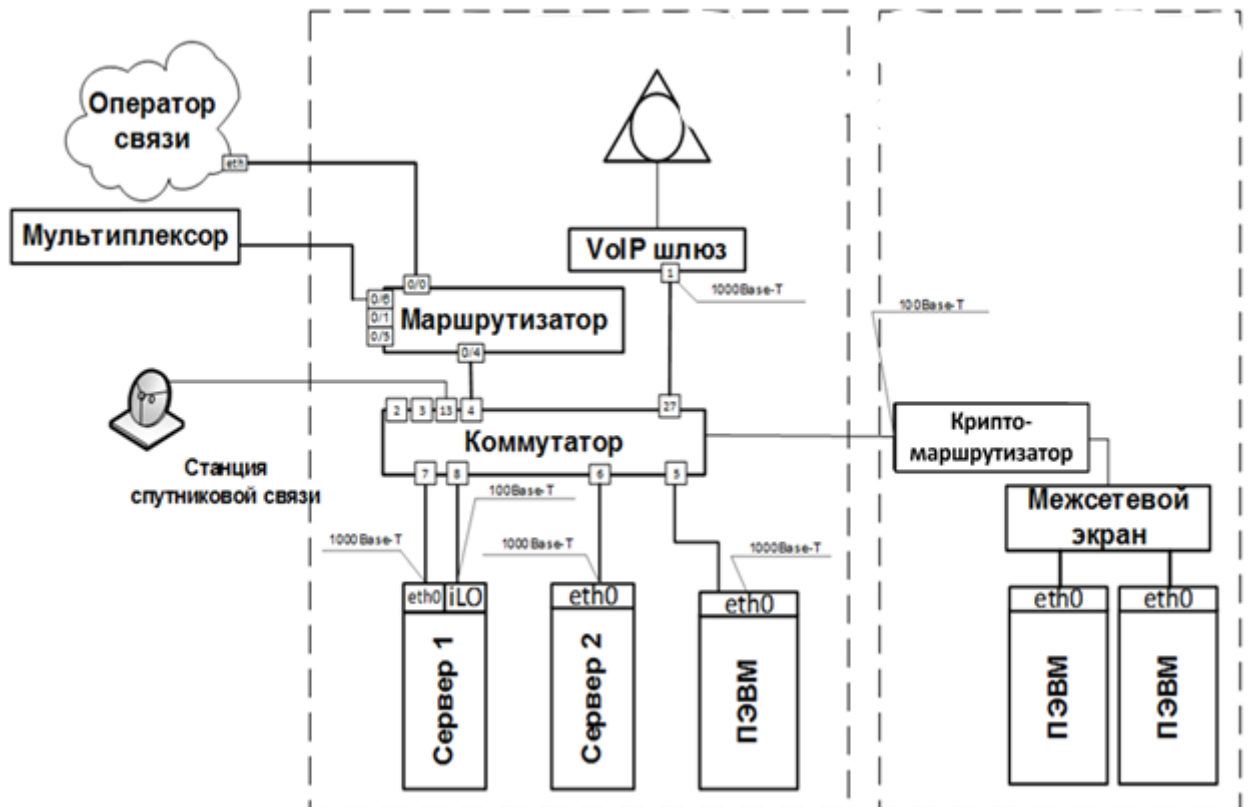 Оператор
связи
eth
Мультиплексор
VoIP шлюз
1
1000Base-T
0/0
0/6
0/1
0/5
Маршрутизатор
0/4
100Base-T
2
3
13
4
27
Коммутатор
7
8
6
5
Крипто-
маршрутизатор
Станция
спутниковой связи
100Base-T
Межсетевой
экран
1000Base-T
1000Base-T
1000Base-T
eth0
iLO
eth0
eth0
eth0
eth0
Сервер 1
Сервер 2
ПЭВМ
ПЭВМ
ПЭВМ